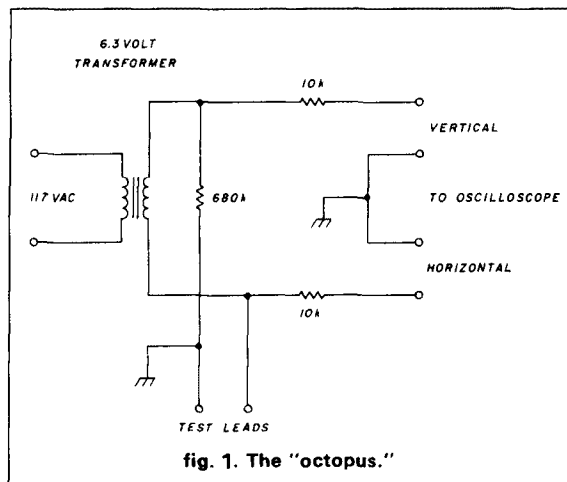 6.3 VOLT
TRANSFORMER
10k
VERTICAL
117 VAC
680k
TO OSCILLOSCOPE
HORIZONTAL
10k
TEST LEADS
fig. 1. The "octopus."